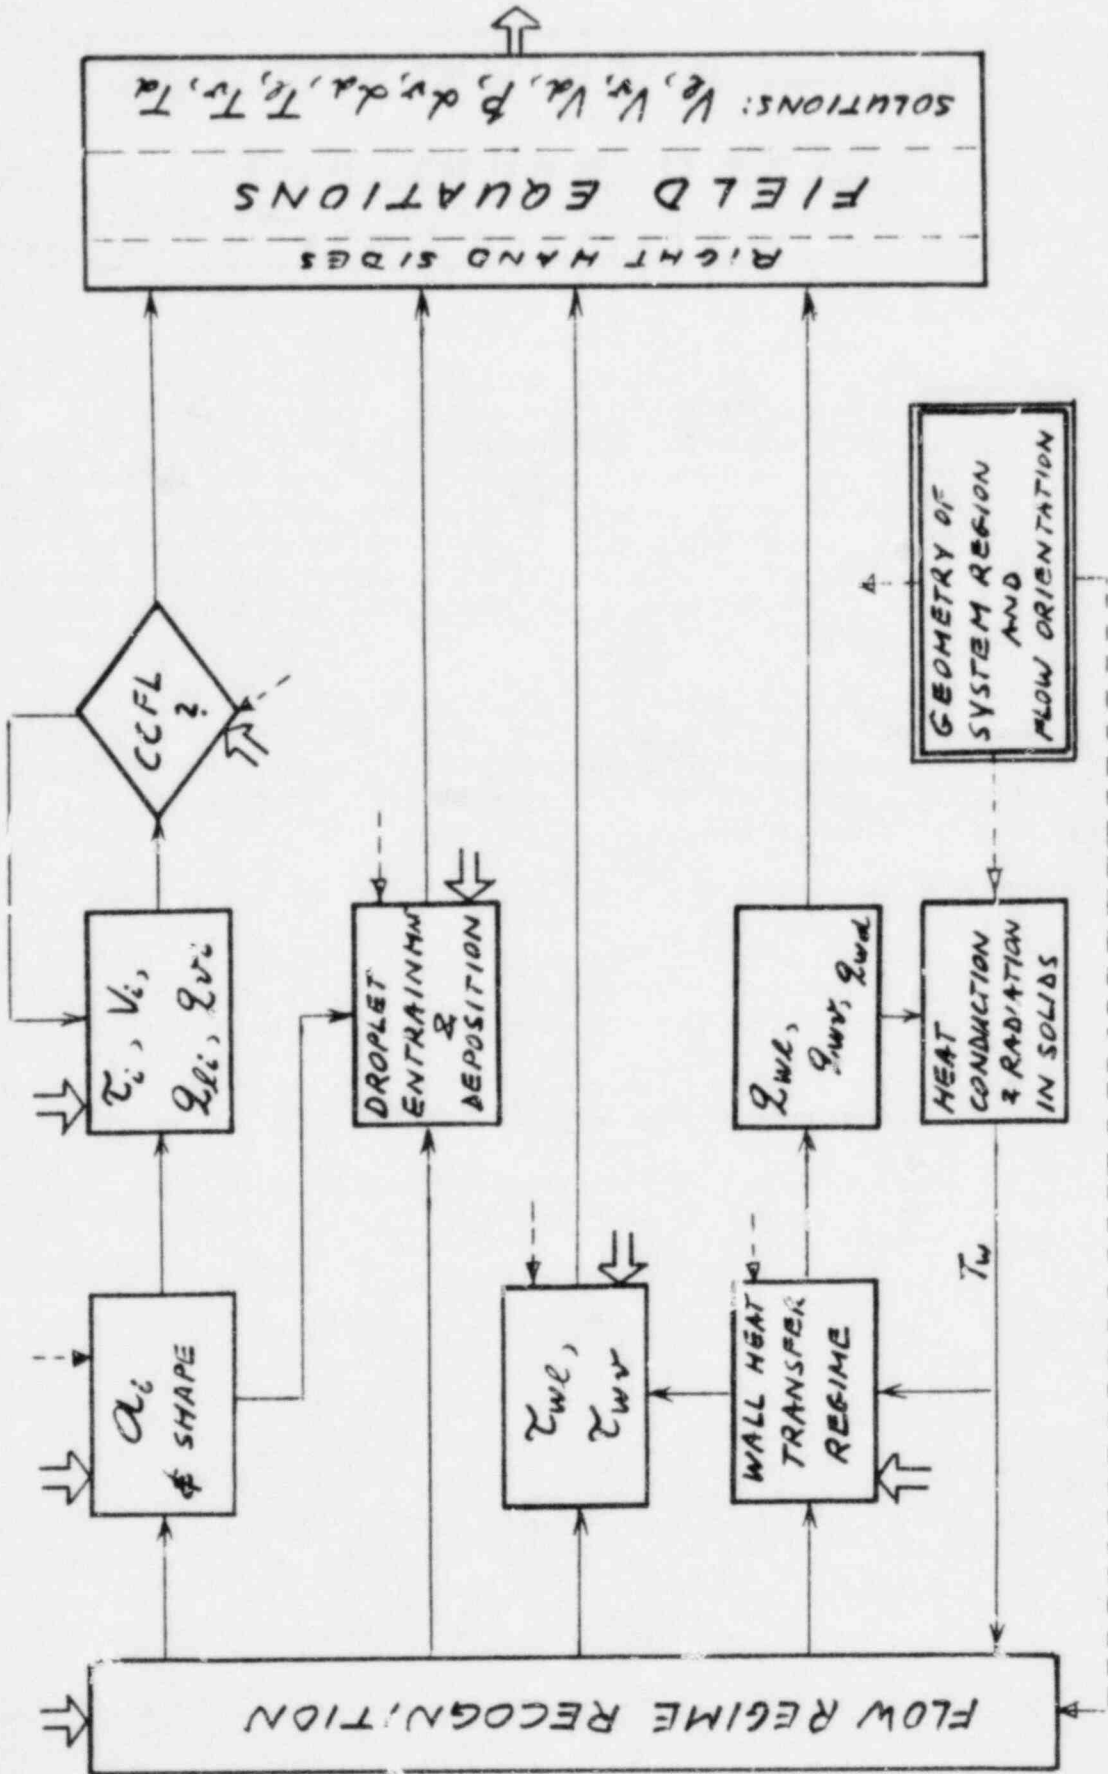 SOLUTIONS: Vℓ, Vv, Vd, p, αv, αd, Tℓ, Tv, Td
FIELD EQUATIONS
RIGHT HAND SIDES
CCFL
?
τi, Vi,
qℓi, qvi
ai
& SHAPE
DROPLET
ENTRAINMN
&
DEPOSITION
τwℓ,
τwv
WALL HEAT
TRANSFER
REGIME
qwℓ,
qwv, qwd
HEAT
CONDUCTION
& RADIATION
IN SOLIDS
GEOMETRY OF
SYSTEM REGION
AND
FLOW ORIENTATION
Tw
FLOW REGIME RECOGNITION